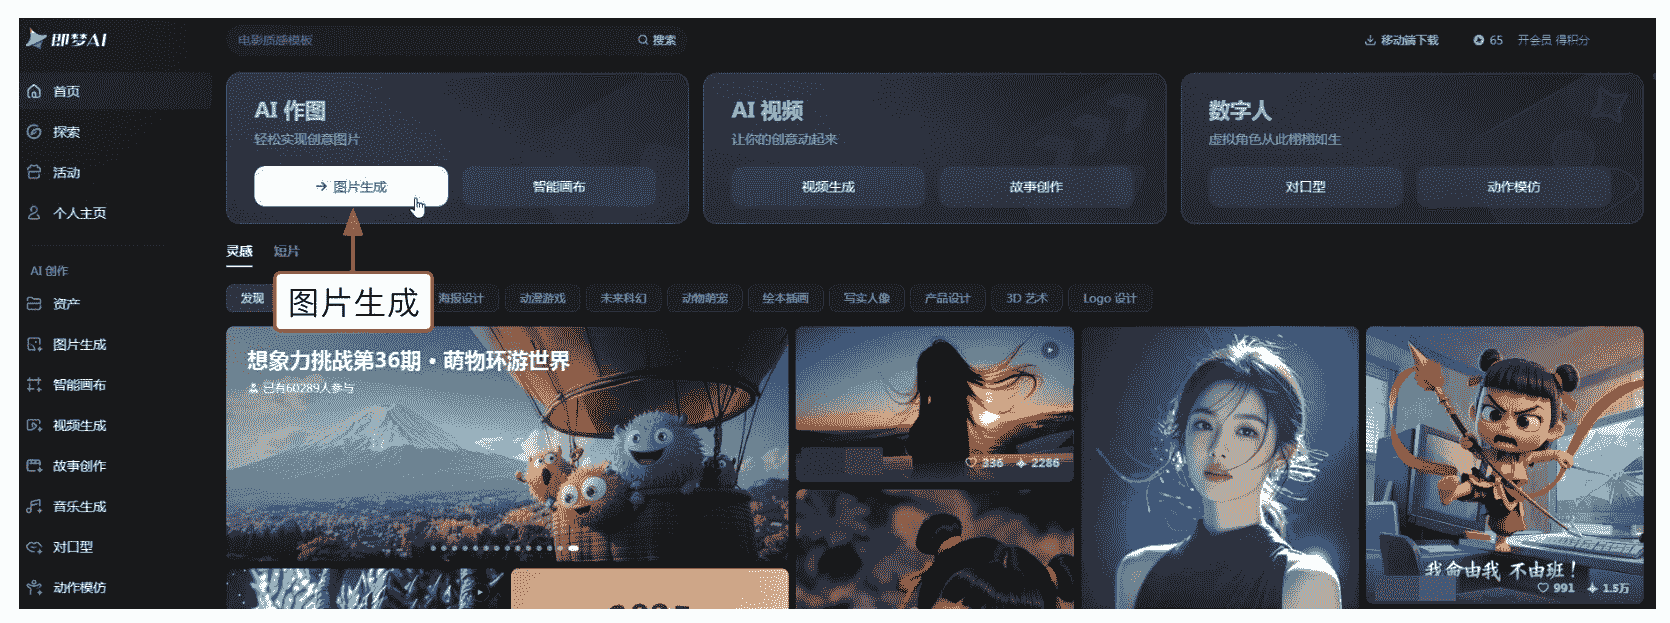 即梦AI
电影质感模板
搜索
移动端下载
65
开会员 得积分
首页
探索
活动
个人主页
AI 创作
资产
图片生成
智能画布
视频生成
故事创作
音乐生成
对口型
动作模仿
AI 作图
轻松实现创意图片
图片生成
智能画布
AI 视频
让你的创意动起来
视频生成
故事创作
数字人
虚拟角色从此栩栩如生
对口型
动作模仿
灵感 短片
图片生成
发现 海报设计 动漫游戏 未来科幻 动物萌宠 绘本插画 写实人像 产品设计 3D 艺术 Logo 设计
想象力挑战第36期·萌物环游世界
已有60289人参与
336 2286
我命由我 不由班！
991 1.5万